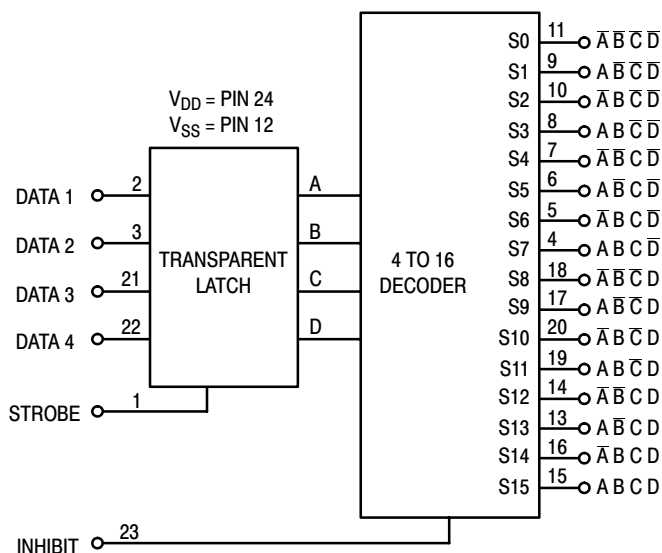 S0 11 A̅ B̅ C̅ D̅
S1 9 A B̅ C̅ D̅
S2 10 A̅ B C̅ D̅
S3 8 A B C̅ D̅
S4 7 A̅ B̅ C D̅
S5 6 A B̅ C D̅
S6 5 A̅ B C D̅
S7 4 A B C D̅
S8 18 A̅ B̅ C̅ D
S9 17 A B̅ C̅ D
S10 20 A̅ B C̅ D
S11 19 A B C̅ D
S12 14 A̅ B̅ C D
S13 13 A B̅ C D
S14 16 A̅ B C D
S15 15 A B C D
VDD = PIN 24
VSS = PIN 12
DATA 1 2 A
DATA 2 3 B
DATA 3 21 C
DATA 4 22 D
TRANSPARENT
LATCH
4 TO 16
DECODER
STROBE 1
INHIBIT 23